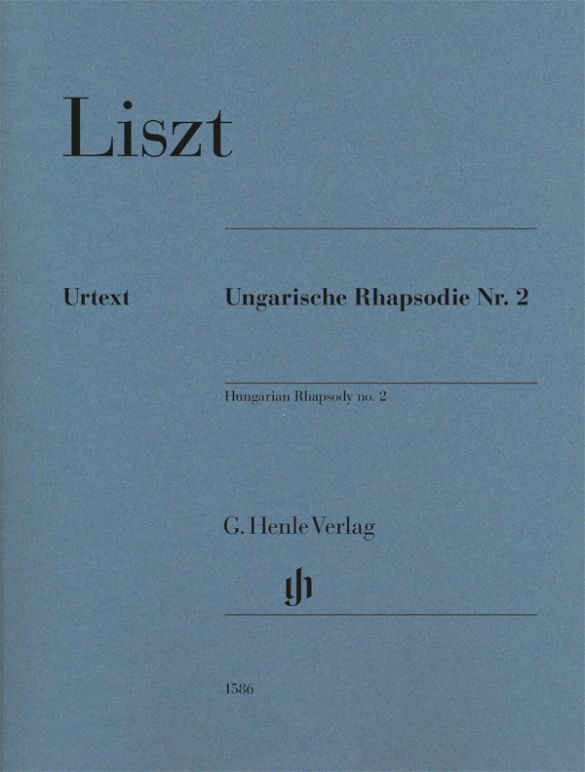 Liszt
Urtext
Ungarische Rhapsodie Nr. 2
Hungarian Rhapsody no. 2
G. Henle Verlag
1586